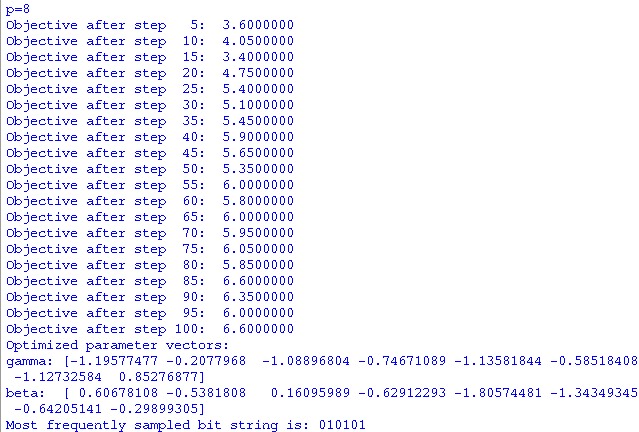 p=8
Objective after step   5:  3.6000000
Objective after step  10:  4.0500000
Objective after step  15:  3.4000000
Objective after step  20:  4.7500000
Objective after step  25:  5.4000000
Objective after step  30:  5.1000000
Objective after step  35:  5.4500000
Objective after step  40:  5.9000000
Objective after step  45:  5.6500000
Objective after step  50:  5.3500000
Objective after step  55:  6.0000000
Objective after step  60:  5.8000000
Objective after step  65:  6.0000000
Objective after step  70:  5.9500000
Objective after step  75:  6.0500000
Objective after step  80:  5.8500000
Objective after step  85:  6.6000000
Objective after step  90:  6.3500000
Objective after step  95:  6.0000000
Objective after step 100:  6.6000000
Optimized parameter vectors:
gamma: [-1.19577477 -0.2077968  -1.08896804 -0.74671089 -1.13581844 -0.58518408
 -1.12732584  0.85276877]
beta:  [ 0.60678108 -0.5381808   0.16095989 -0.62912293 -1.80574481 -1.34349345
 -0.64205141 -0.29899305]
Most frequently sampled bit string is: 010101